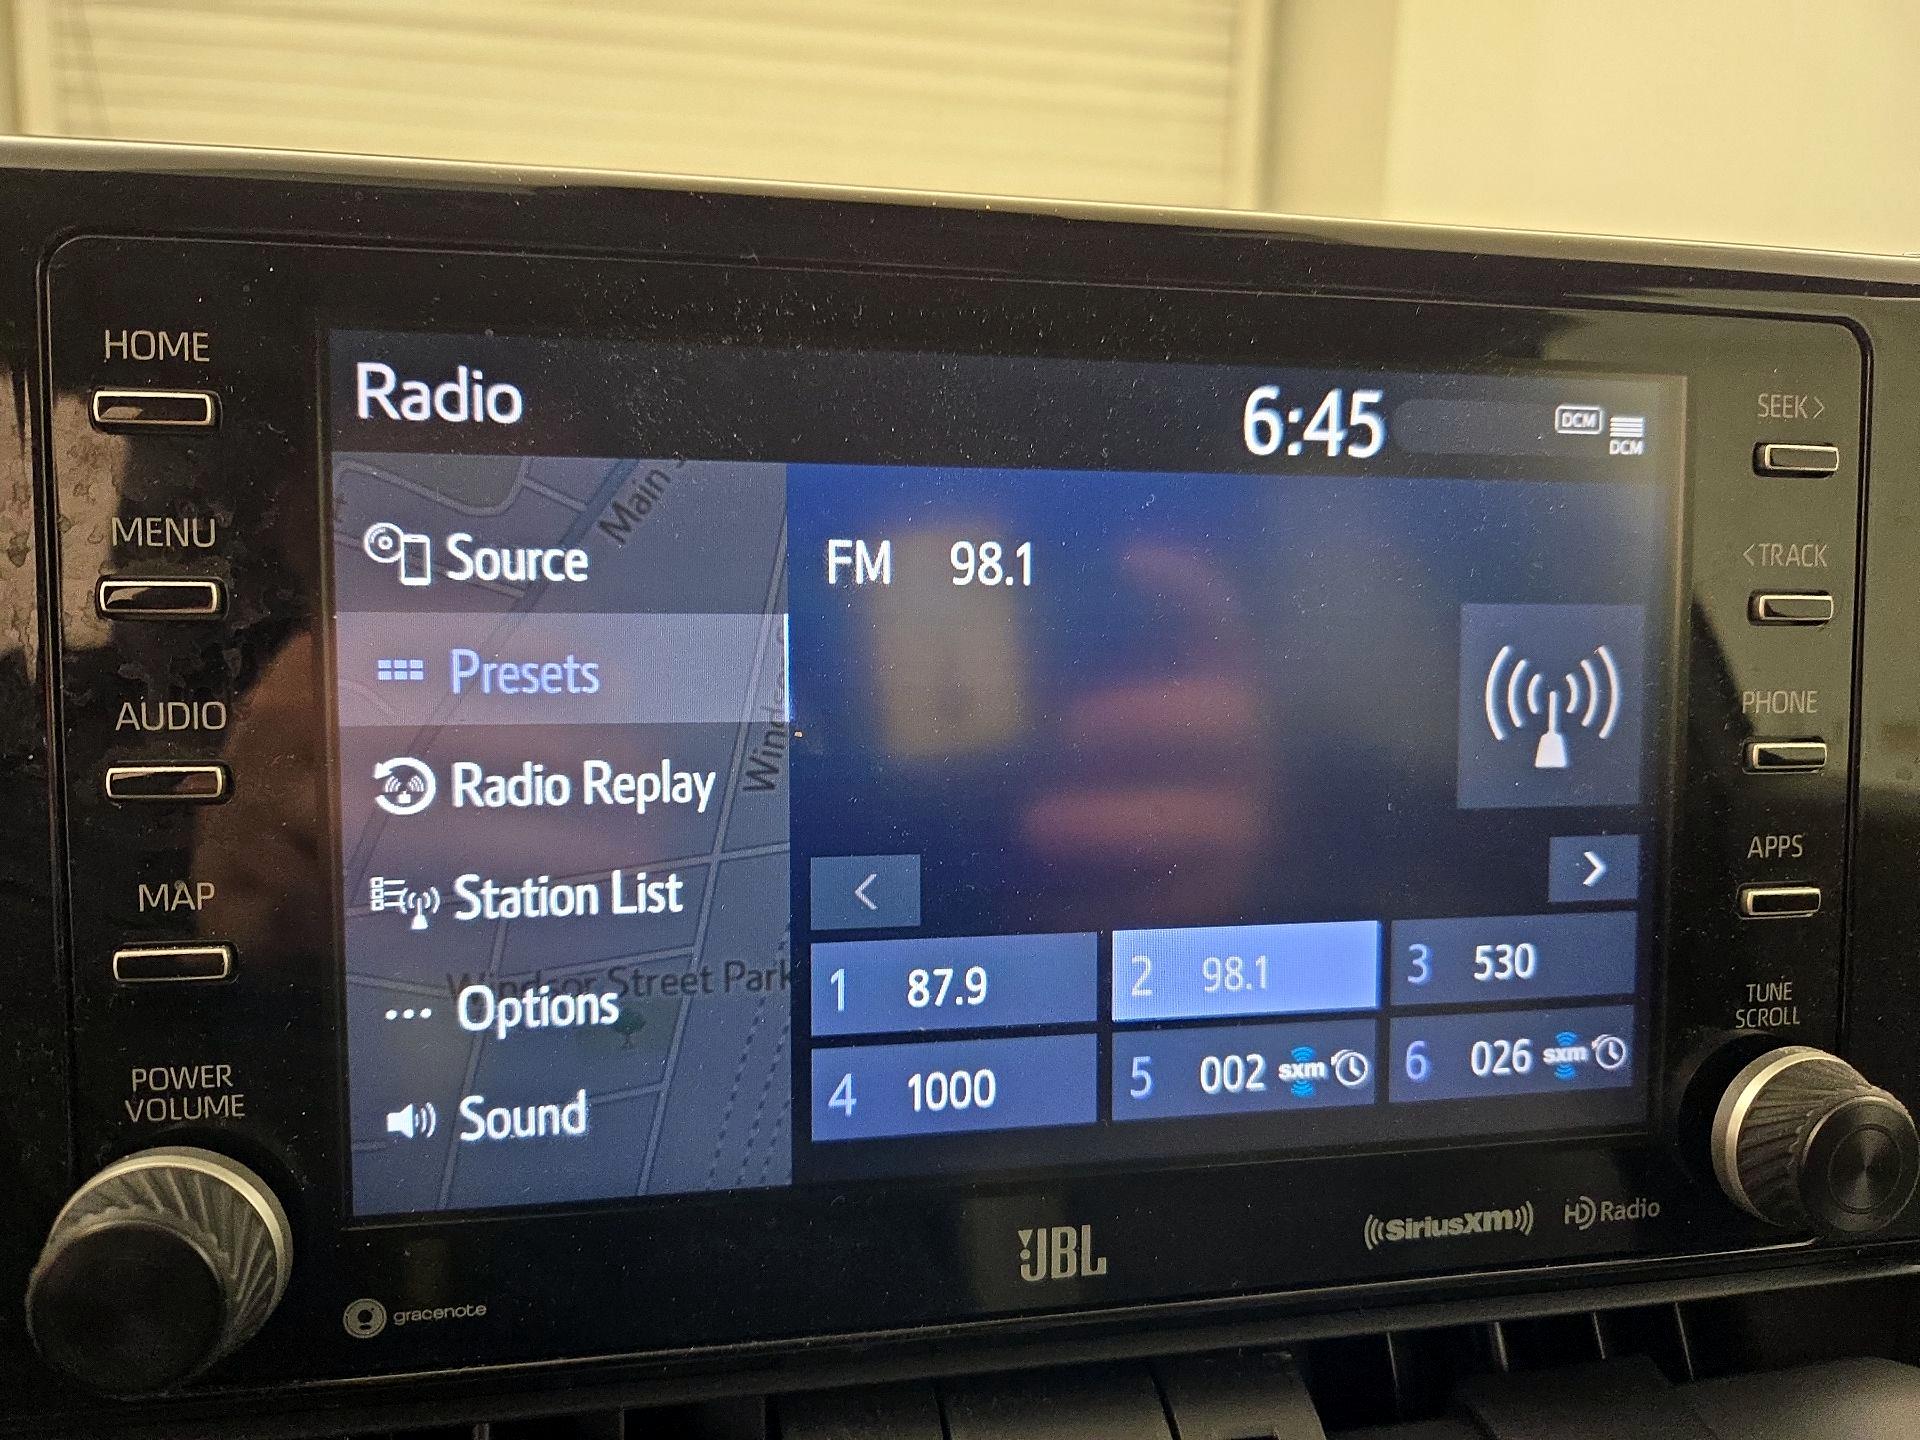 HOME
MENU
AUDIO
MAP
POWER
VOLUME
Radio
6:45
DCM
DCM
Main
Source
Presets
Radio Replay
Station List
Windsor Street Park
Options
Sound
FM 98.1
<
>
1 87.9
2 98.1
3 530
4 1000
5 002 sxm
6 026 sxm
SEEK>
<TRACK
PHONE
APPS
TUNE
SCROLL
gracenote
JBL
((SiriusXM))
HD Radio